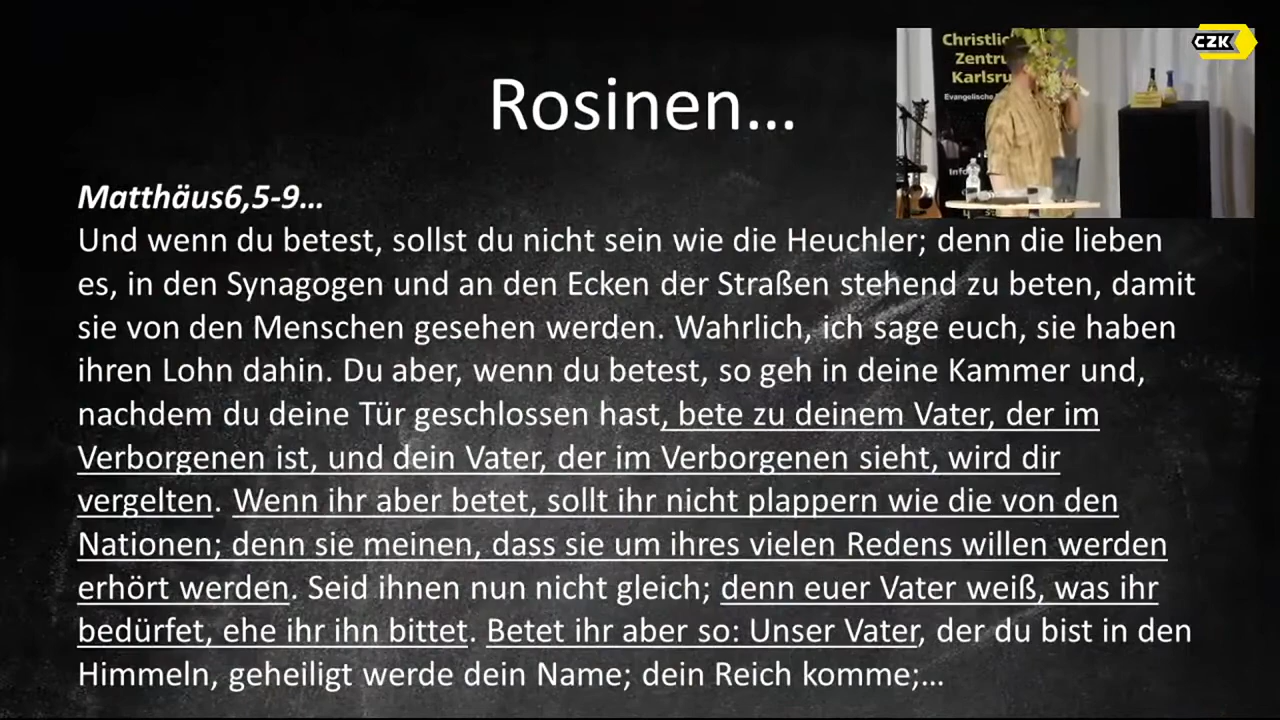 Rosinen...
CZK
Christlic
Zentru
Karlsru
Evangelische
Info
Matthäus6,5-9...
Und wenn du betest, sollst du nicht sein wie die Heuchler; denn die lieben
es, in den Synagogen und an den Ecken der Straßen stehend zu beten, damit
sie von den Menschen gesehen werden. Wahrlich, ich sage euch, sie haben
ihren Lohn dahin. Du aber, wenn du betest, so geh in deine Kammer und,
nachdem du deine Tür geschlossen hast, bete zu deinem Vater, der im
Verborgenen ist, und dein Vater, der im Verborgenen sieht, wird dir
vergelten. Wenn ihr aber betet, sollt ihr nicht plappern wie die von den
Nationen; denn sie meinen, dass sie um ihres vielen Redens willen werden
erhört werden. Seid ihnen nun nicht gleich; denn euer Vater weiß, was ihr
bedürfet, ehe ihr ihn bittet. Betet ihr aber so: Unser Vater, der du bist in den
Himmeln, geheiligt werde dein Name; dein Reich komme;...